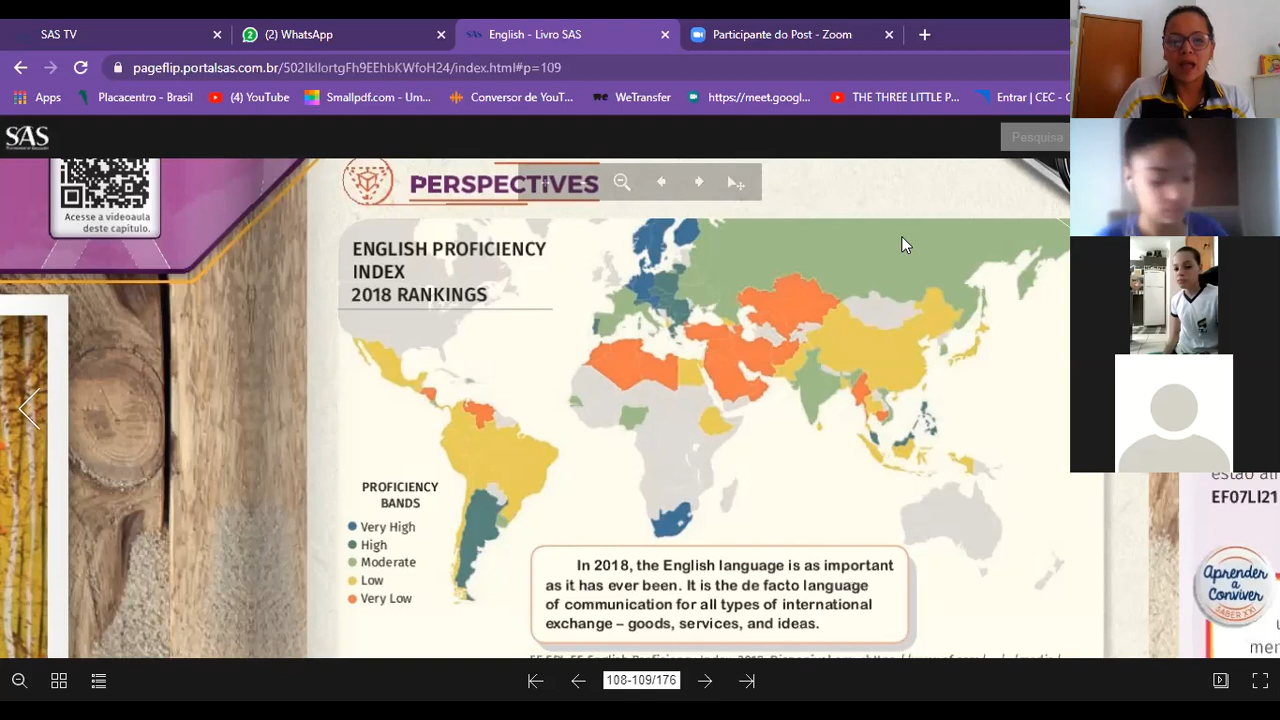 SAS TV
(2) WhatsApp
English - Livro SAS
Participante do Post - Zoom
pageflip.portalsas.com.br/502lkllortgFh9EEhbKWfoH24/index.html#p=109
Apps
Placacentro - Brasil
(4) YouTube
Smallpdf.com - Um...
Conversor de YouT...
WeTransfer
https://meet.googl...
THE THREE LITTLE P...
Entrar | CEC - C
SAS
Pesquisa
Acesse a videoaula
deste capítulo.
PERSPECTIVES
ENGLISH PROFICIENCY
INDEX
2018 RANKINGS
PROFICIENCY
BANDS
Very High
High
Moderate
Low
Very Low
In 2018, the English language is as important
as it has ever been. It is the de facto language
of communication for all types of international
exchange – goods, services, and ideas.
estão ali
EF07LI21
Aprender
a
Conviver
SABER XXI
108-109/176